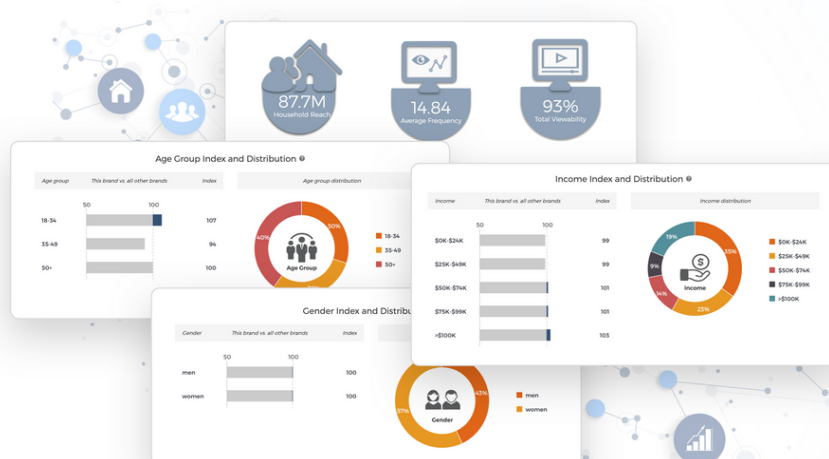 87.7M
Household Reach
14.84
Average Frequency
93%
Total Viewability
Age Group Index and Distribution
Age group This brand vs. all other brands Index Age group distribution
50 100
18-34 107
35-49 94
50+ 100
30%
40%
Age Group
18-34
35-49
50+
Income Index and Distribution
Income This brand vs. all other brands Index Income distribution
50 100
$0K-$24K 99
$25K-$49K 99
$50K-$74K 101
$75K-$99K 101
>$100K 103
19%
35%
9%
14%
23%
$
Income
$0K-$24K
$25K-$49K
$50K-$74K
$75K-$99K
>$100K
Gender Index and Distribu
Gender This brand vs. all other brands Index
50 100
men 100
women 100
43%
57%
Gender
men
women